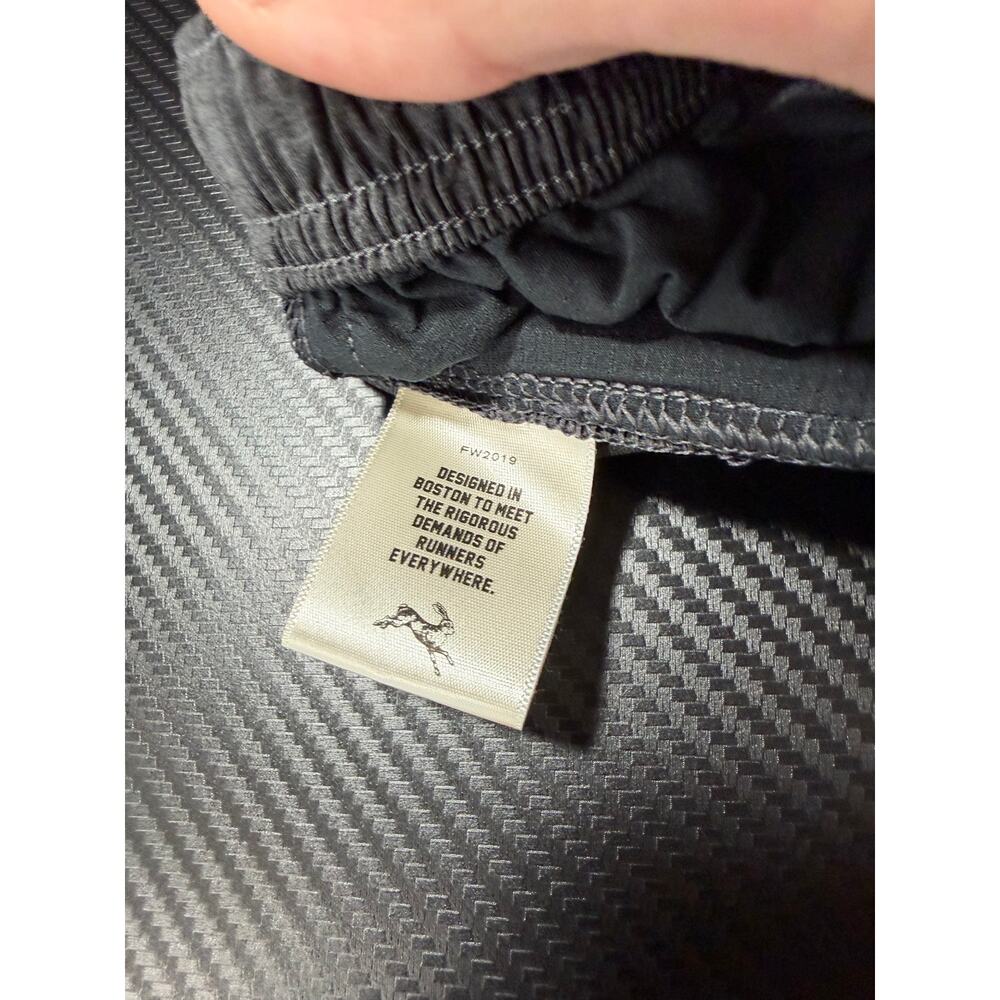 FW2019
DESIGNED IN
BOSTON TO MEET
THE RIGOROUS
DEMANDS OF
RUNNERS
EVERYWHERE.